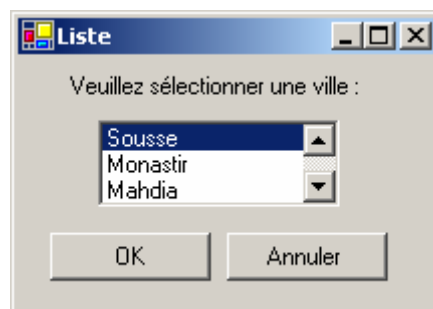 Liste
Veuillez sélectionner une ville :
Sousse
Monastir
Mahdia
OK
Annuler